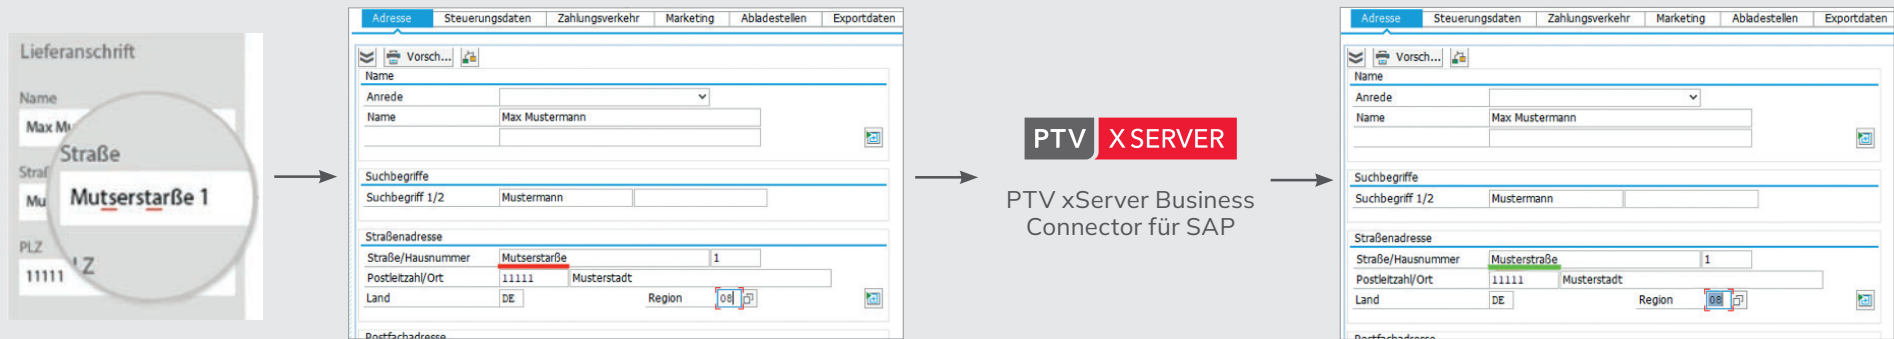 Lieferanschrift
Name
Max Mu
Straße
Straß
Mu
Mutserstarße 1
PLZ
LZ
11111
Adresse Steuerungsdaten Zahlungsverkehr Marketing Abladestellen Exportdaten
Vorsch...
Name
Anrede
Name Max Mustermann
Suchbegriffe
Suchbegriff 1/2 Mustermann
Straßenadresse
Straße/Hausnummer Mutserstarße 1
Postleitzahl/Ort 11111 Musterstadt
Land DE Region 08
Postfachadresse
PTV X SERVER
PTV xServer Business
Connector für SAP
Adresse Steuerungsdaten Zahlungsverkehr Marketing Abladestellen Exportdaten
Vorsch...
Name
Anrede
Name Max Mustermann
Suchbegriffe
Suchbegriff 1/2 Mustermann
Straßenadresse
Straße/Hausnummer Musterstraße 1
Postleitzahl/Ort 11111 Musterstadt
Land DE Region 08
Postfachadresse